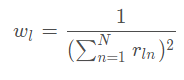 w_l = \frac{1}{(\sum_{n=1}^{N} r_{ln})^2}